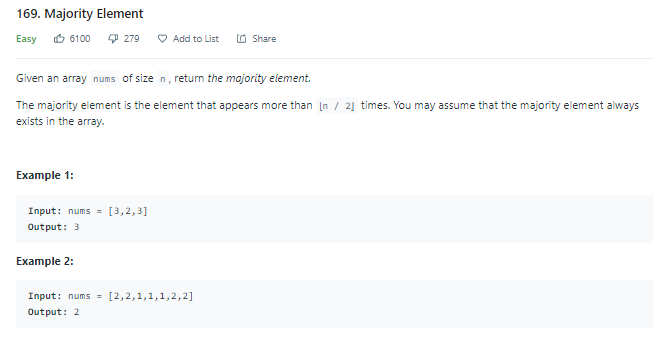 169. Majority Element
Easy 6100 279 Add to List Share
Given an array nums of size n, return the majority element.
The majority element is the element that appears more than ⌊n / 2⌋ times. You may assume that the majority element always
exists in the array.
Example 1:
Input: nums = [3,2,3]
Output: 3
Example 2:
Input: nums = [2,2,1,1,1,2,2]
Output: 2